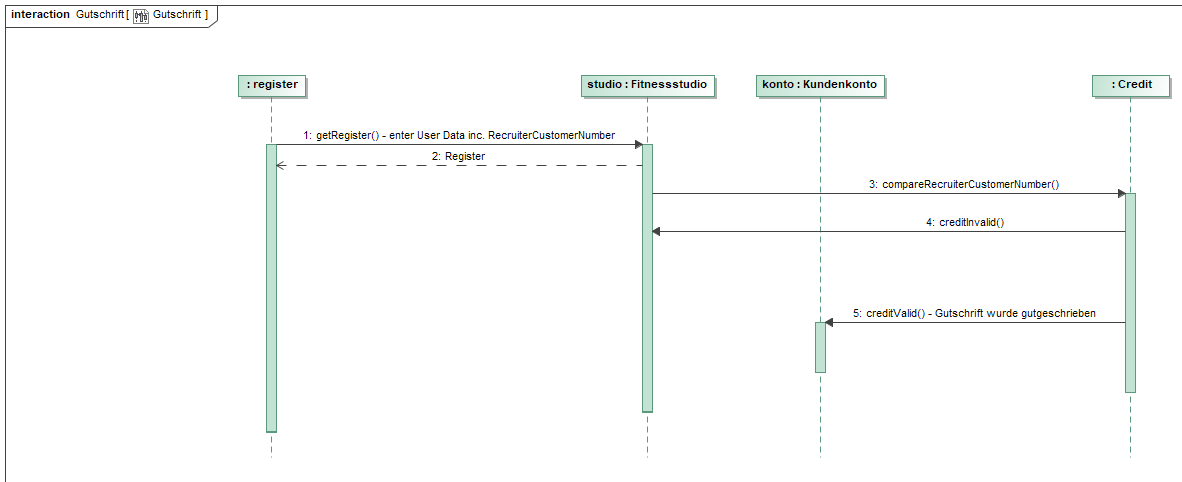 interaction Gutschrift[ Gutschrift ]
: register
studio : Fitnessstudio
konto : Kundenkonto
: Credit
1: getRegister() - enter User Data inc. RecruiterCustomerNumber
2: Register
3: compareRecruiterCustomerNumber()
4: creditInvalid()
5: creditValid() - Gutschrift wurde gutgeschrieben